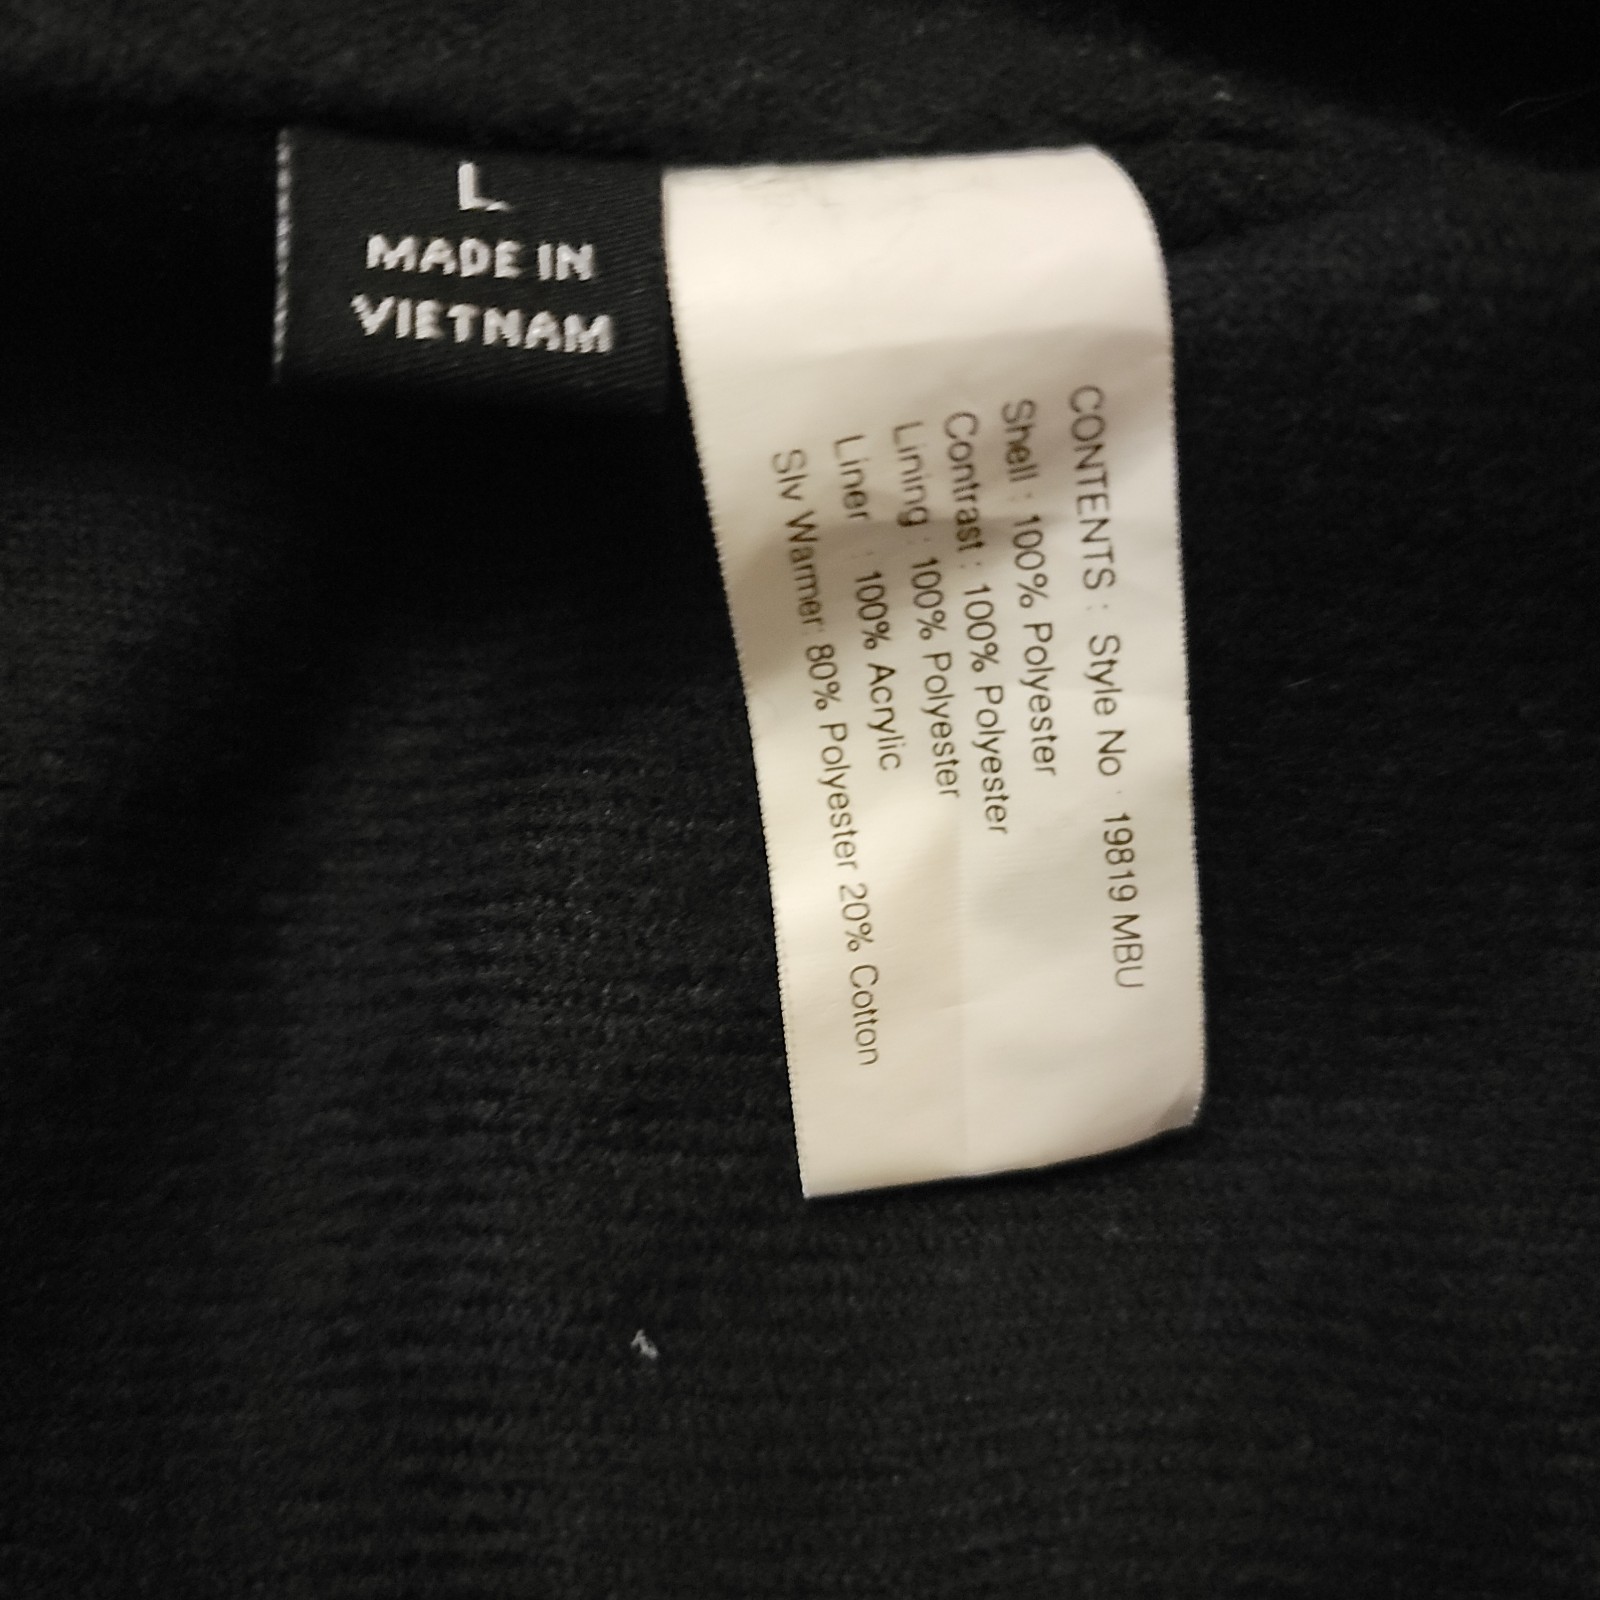 L
MADE IN
VIETNAM
CONTENTS : Style No : 19819 MBU
Shell : 100% Polyester
Contrast : 100% Polyester
Lining : 100% Polyester
Liner : 100% Acrylic
Slv Warmer: 80% Polyester 20% Cotton